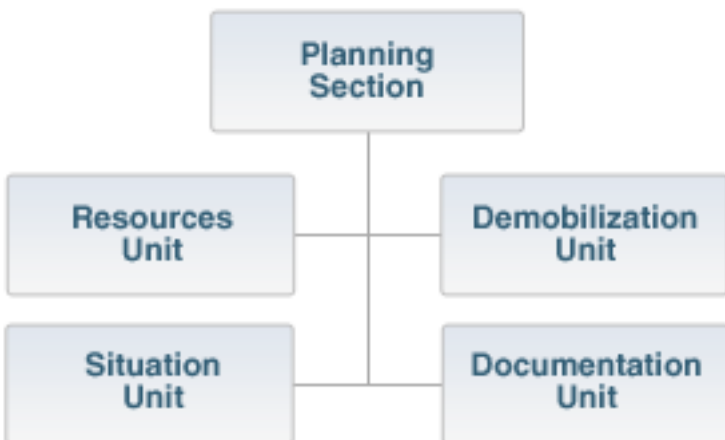 Planning
Section
Resources
Unit
Demobilization
Unit
Situation
Unit
Documentation
Unit